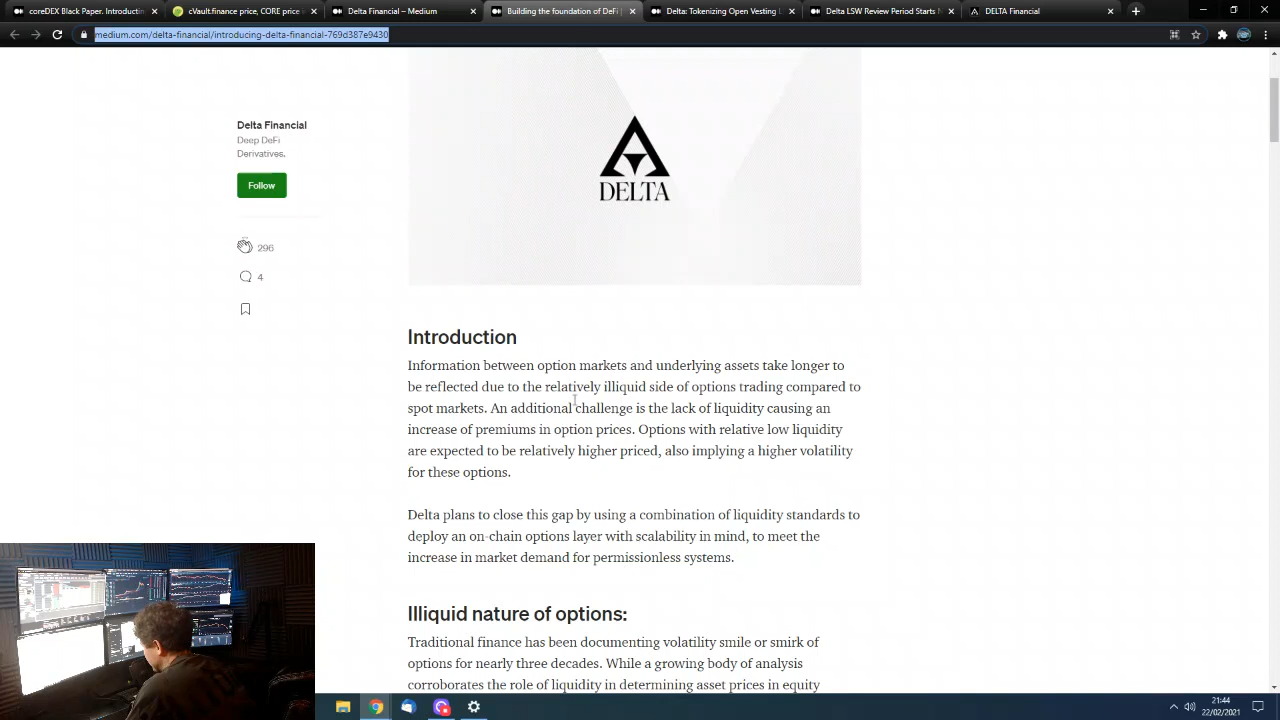 coreDEX Black Paper. Introducin
Vault.finance Beige Paper. CORE
Delta Financial – Medium
Building the foundation of DeFi
Delta: Tokenizing Open Vesting L
Delta LSW Review Period Starts N
DELTA Financial
medium.com/delta-financial/introducing-delta-financial-769d387e9430
Delta Financial
Deep DeFi
Derivatives.
Follow
296
4
DELTA
Introduction
Information between option markets and underlying assets take longer to
be reflected due to the relatively illiquid side of options trading compared to
spot markets. An additional challenge is the lack of liquidity causing an
increase of premiums in option prices. Options with relative low liquidity
are expected to be relatively higher priced, also implying a higher volatility
for these options.
Delta plans to close this gap by using a combination of liquidity standards to
deploy an on-chain options layer with scalability in mind, to meet the
increase in market demand for permissionless systems.
Illiquid nature of options:
Traditional finance has been documenting volatility smile or smirk of
options for nearly three decades. While a growing body of analysis
corroborates the role of liquidity in determining asset prices in equity
21:44
22/02/2021